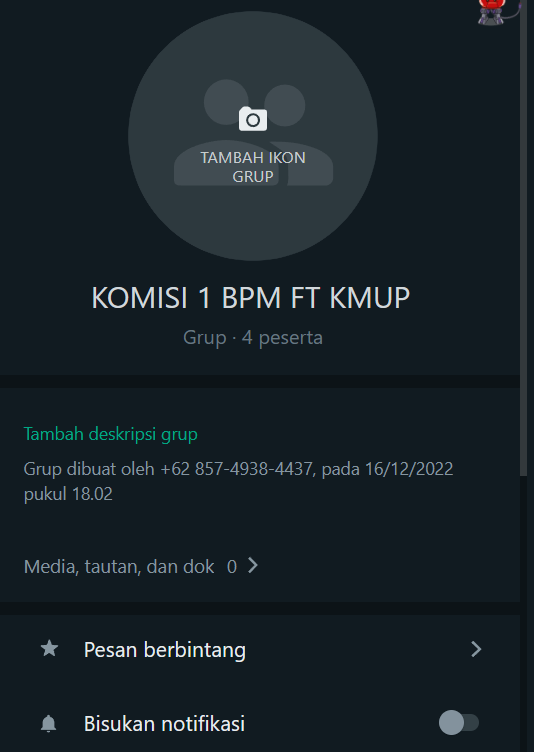 TAMBAH IKON
GRUP
KOMISI 1 BPM FT KMUP
Grup · 4 peserta
Tambah deskripsi grup
Grup dibuat oleh +62 857-4938-4437, pada 16/12/2022
pukul 18.02
Media, tautan, dan dok 0
Pesan berbintang
Bisukan notifikasi